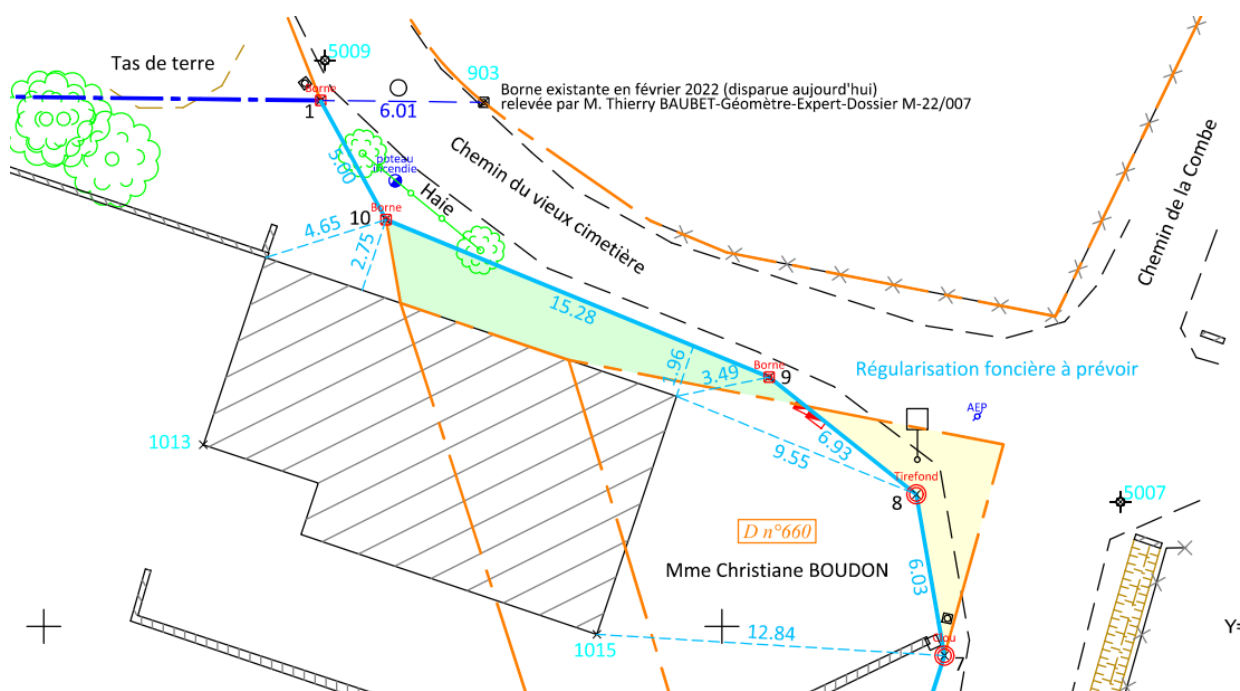 5009
Tas de terre
903
Borne
Borne existante en février 2022 (disparue aujourd'hui)
relevée par M. Thierry BAUBET-Géomètre-Expert-Dossier M-22/007
1
6.01
Chemin du vieux cimetière
Chemin de la Combe
5.00
poteau
incendie
Haie
Borne
10
4.65
2.75
15.28
1.96
3.49
Borne
9
Régularisation foncière à prévoir
AEP
6.93
1013
9.55
Tirefond
8
5007
D n°660
Mme Christiane BOUDON
6.03
12.84
1015
Clou
7
Y=